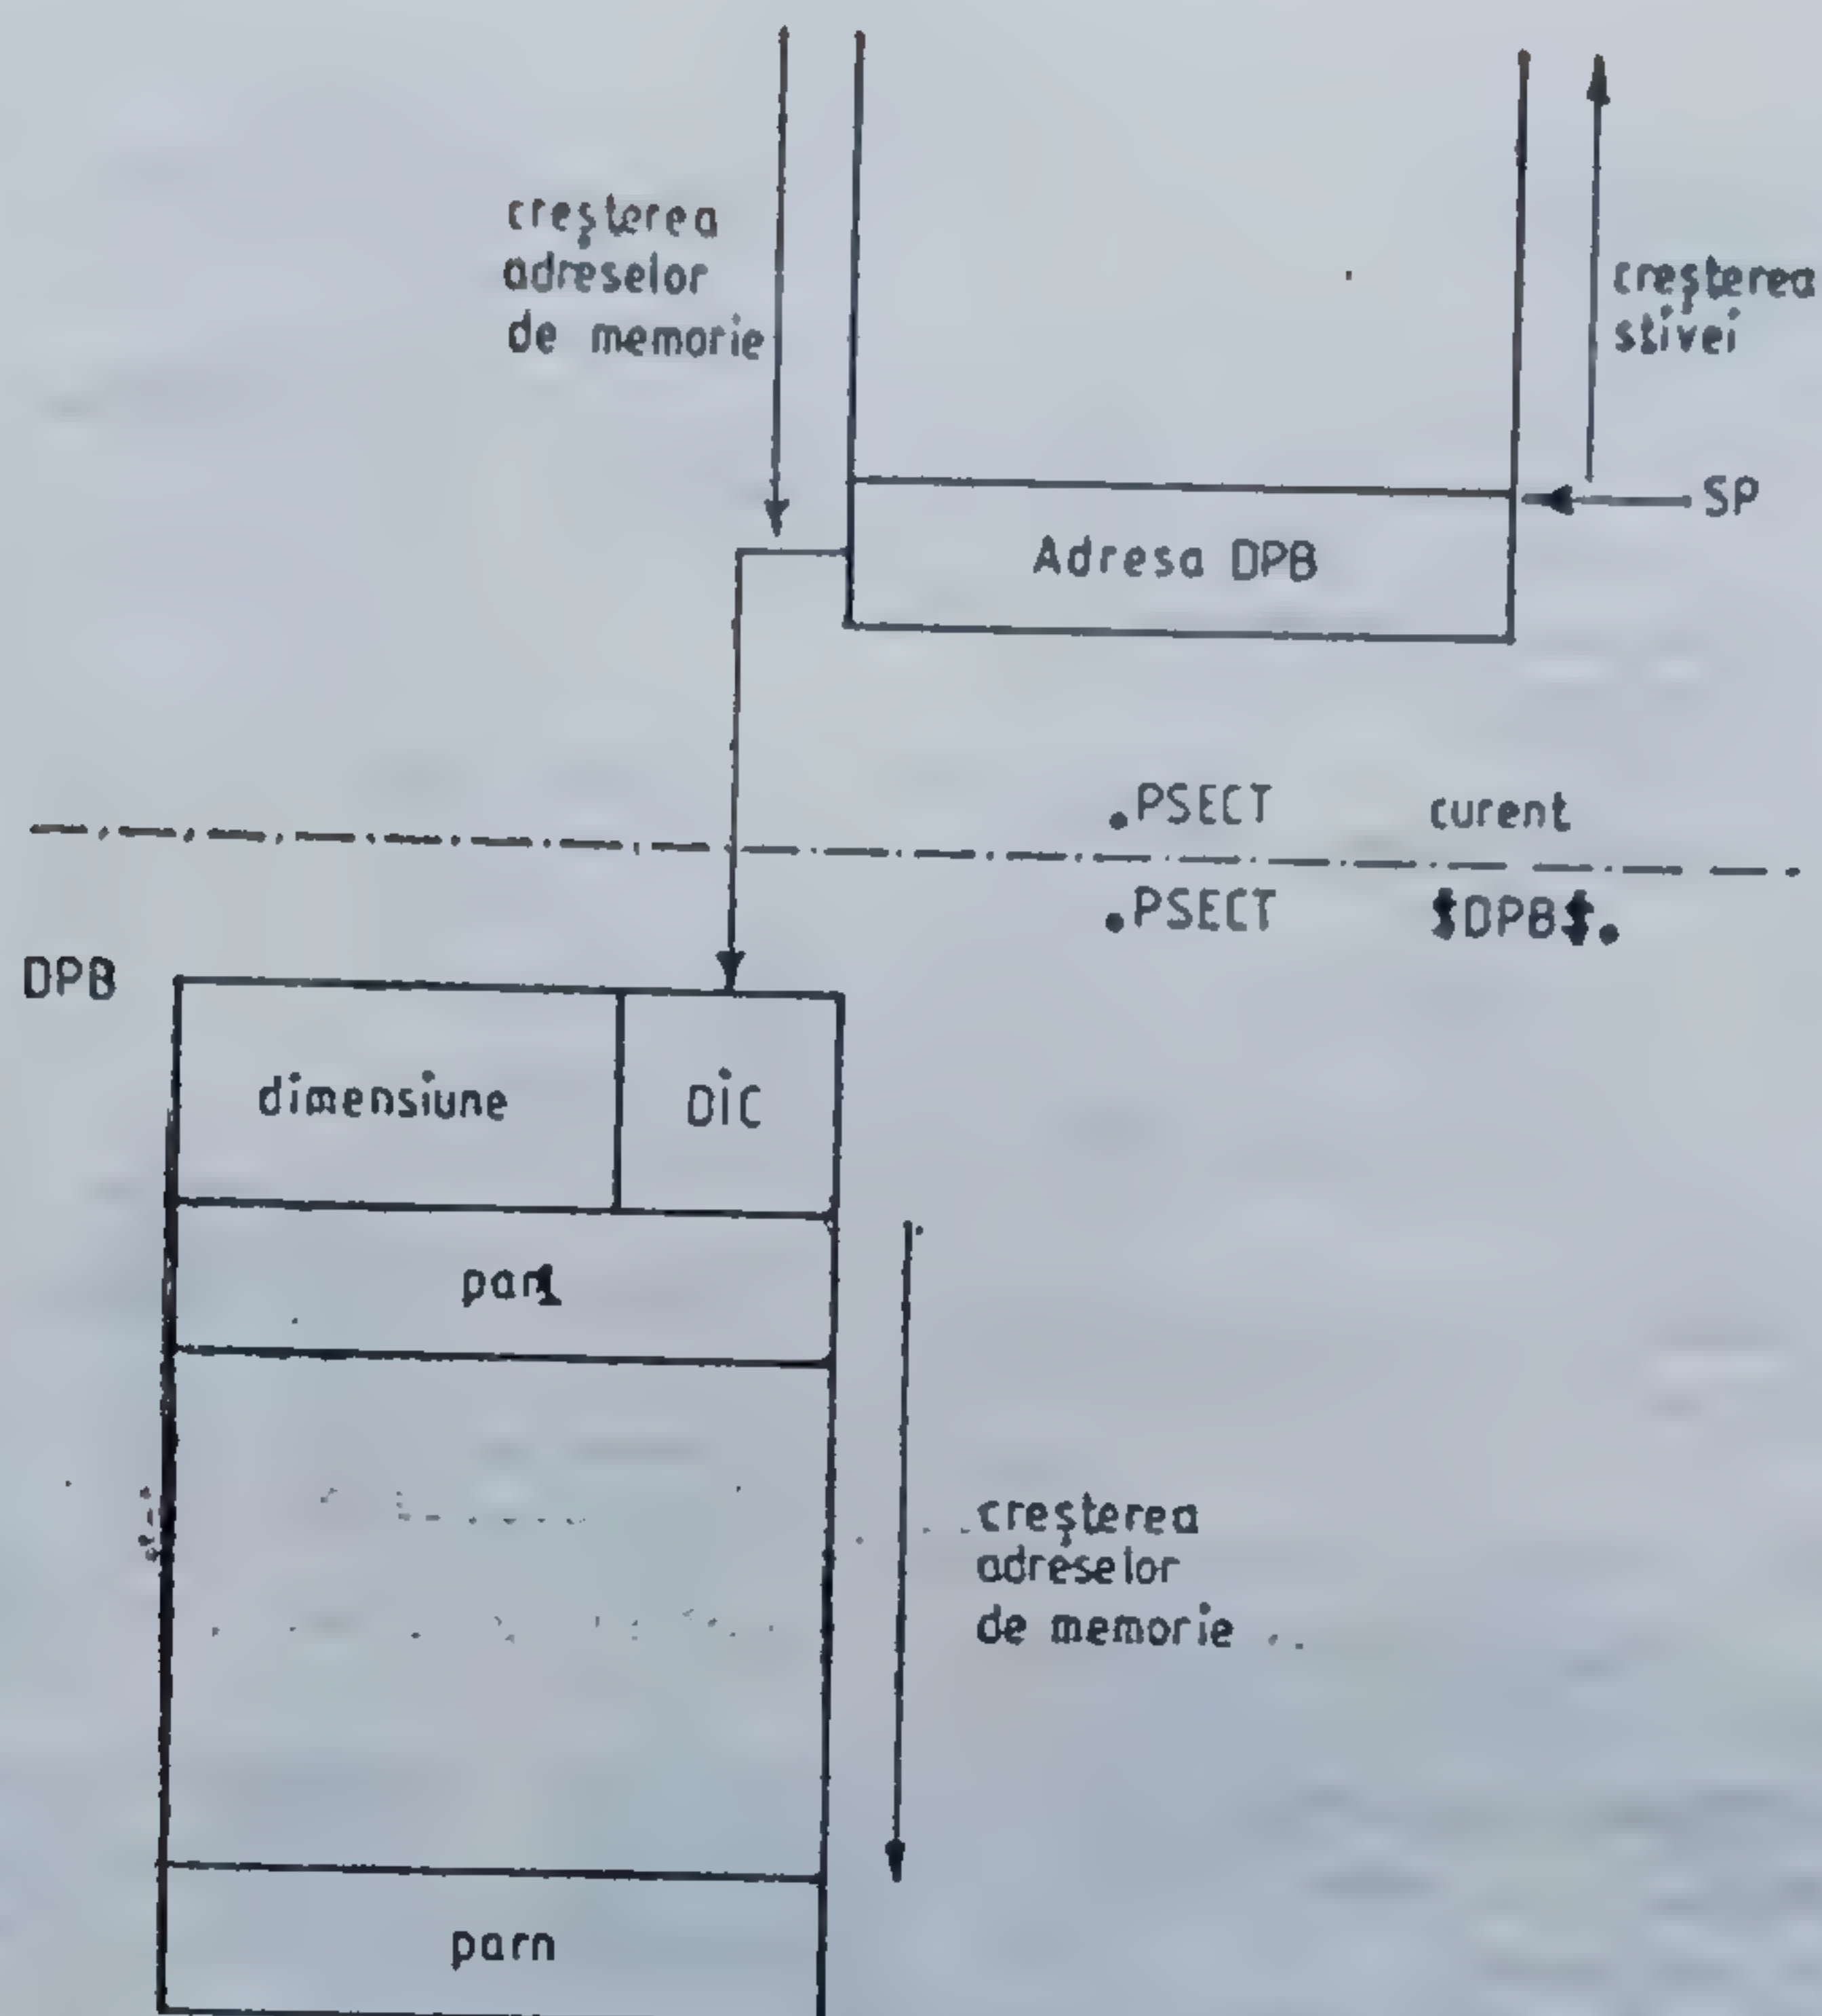 creşterea
adreselor
de memorie
creşterea
stivei
SP
Adresa DPB
.PSECT curent
.PSECT $DPB$.
DPB
dimensiune
DIC
par1
creşterea
adreselor
de memorie
parn